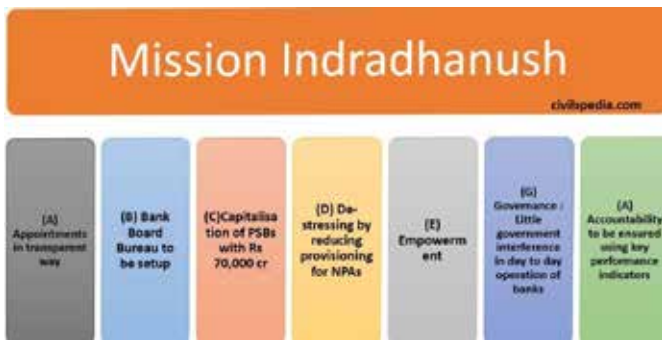 Mission Indradhanush
civilspedia.com
(A)
Appointments
in transparent
way
(B) Bank
Board
Bureau to
be setup
(C)Capitalisa
tion of PSBs
with Rs
70,000 cr
(D) De-
stressing by
reducing
provisioning
for NPAs
(E)
Empowerm
ent
(G)
Governance :
Little
government
interference
in day to day
operation of
banks
(A)
Accountability
to be ensured
using key
performance
indicators